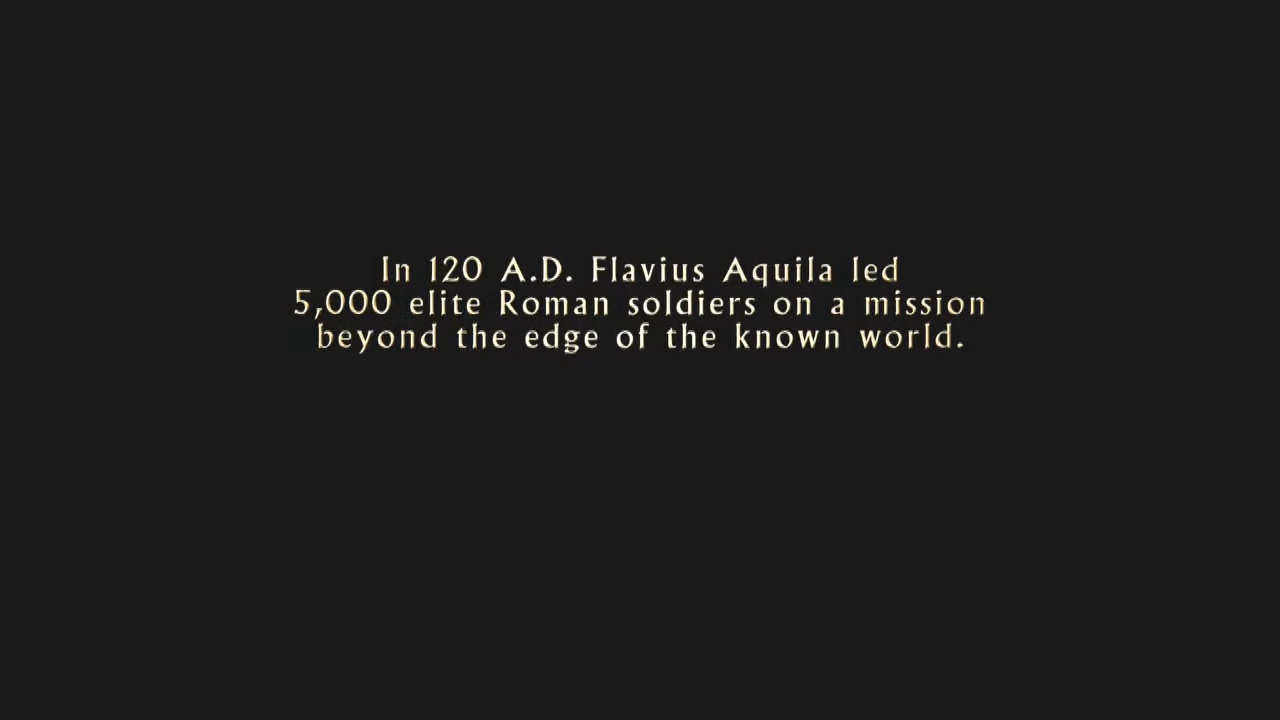 In 120 A.D. Flavius Aquila led
5,000 elite Roman soldiers on a mission
beyond the edge of the known world.